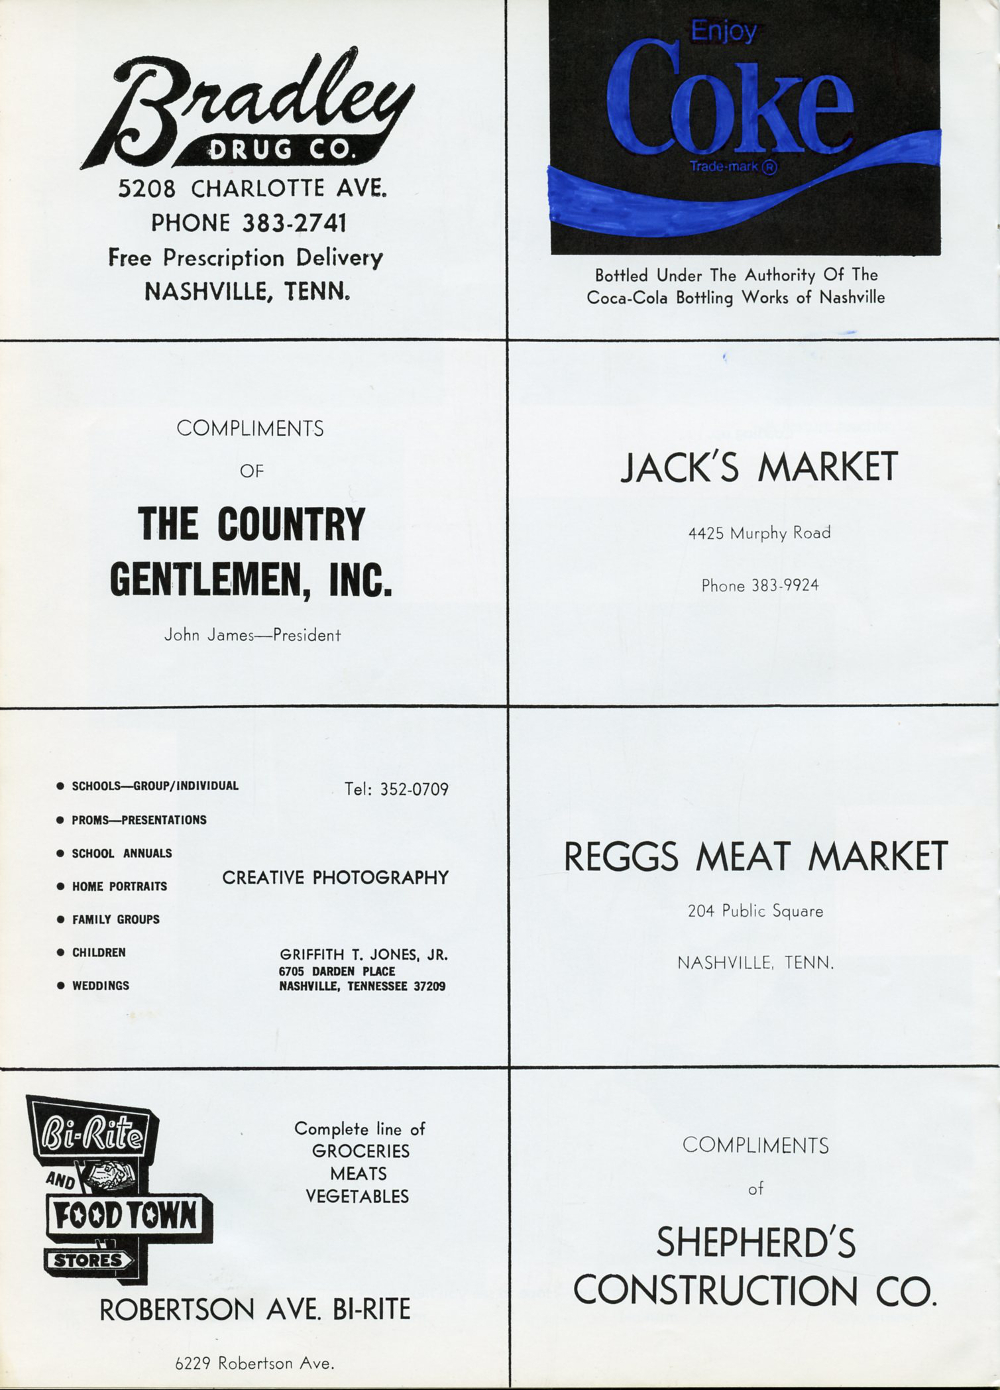 Bradley
DRUG CO.
5208 CHARLOTTE AVE.
PHONE 383-2741
Free Prescription Delivery
NASHVILLE, TENN.
Enjoy
Coke
Trade-mark ®
Bottled Under The Authority Of The
Coca-Cola Bottling Works of Nashville
COMPLIMENTS
OF
THE COUNTRY
GENTLEMEN, INC.
John James—President
JACK'S MARKET
4425 Murphy Road
Phone 383-9924
● SCHOOLS—GROUP/INDIVIDUAL
● PROMS—PRESENTATIONS
● SCHOOL ANNUALS
● HOME PORTRAITS
● FAMILY GROUPS
● CHILDREN
● WEDDINGS
Tel: 352-0709
CREATIVE PHOTOGRAPHY
GRIFFITH T. JONES, JR.
6705 DARDEN PLACE
NASHVILLE, TENNESSEE 37209
REGGS MEAT MARKET
204 Public Square
NASHVILLE, TENN.
Bi-Rite
AND
FOOD TOWN
STORES
Complete line of
GROCERIES
MEATS
VEGETABLES
ROBERTSON AVE. BI-RITE
6229 Robertson Ave.
COMPLIMENTS
of
SHEPHERD'S
CONSTRUCTION CO.